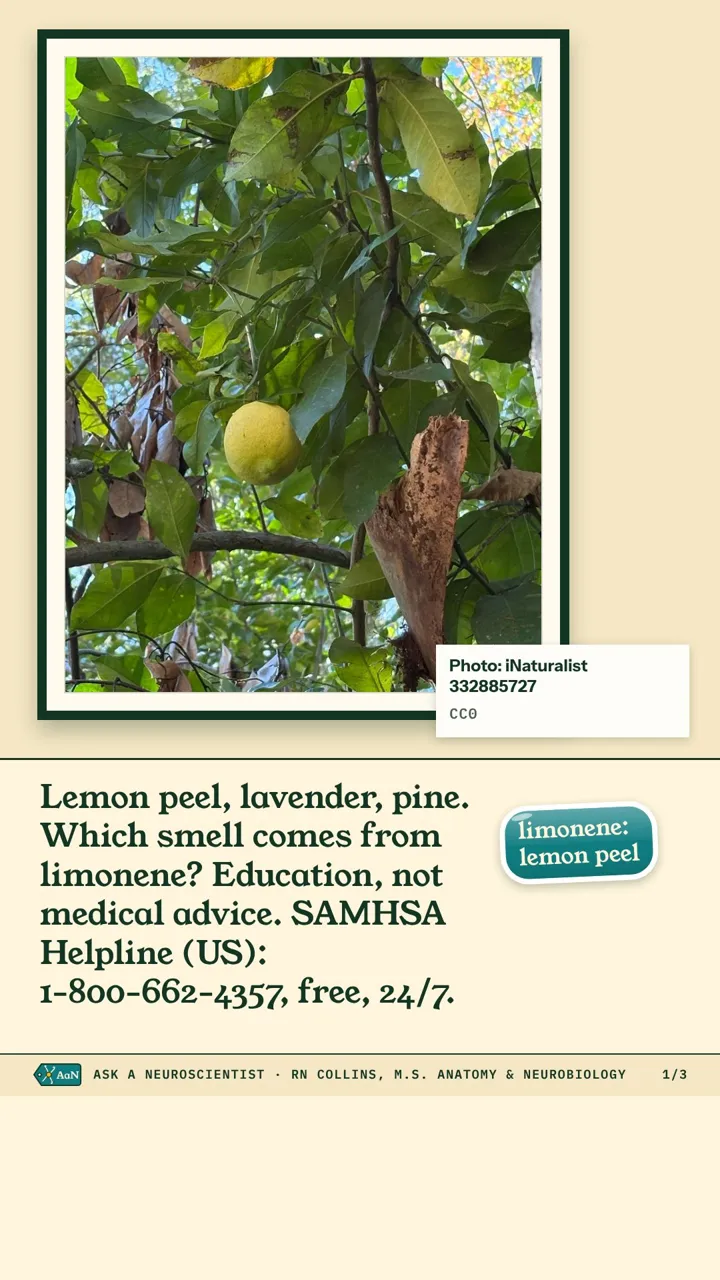 Photo: iNaturalist
332885727
CC0
Lemon peel, lavender, pine.
Which smell comes from
limonene? Education, not
medical advice. SAMHSA
Helpline (US):
1-800-662-4357, free, 24/7.
limonene:
lemon peel
AaN
ASK A NEUROSCIENTIST · RN COLLINS, M.S. ANATOMY & NEUROBIOLOGY 1/3